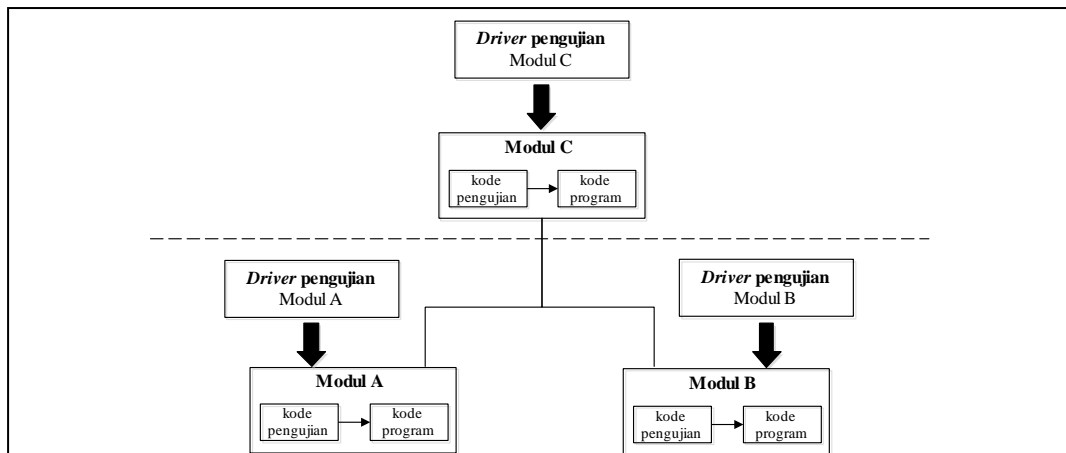 Driver pengujian
Modul C
Modul C
kode
pengujian
kode
program
Driver pengujian
Modul A
Driver pengujian
Modul B
Modul A
kode
pengujian
kode
program
Modul B
kode
pengujian
kode
program